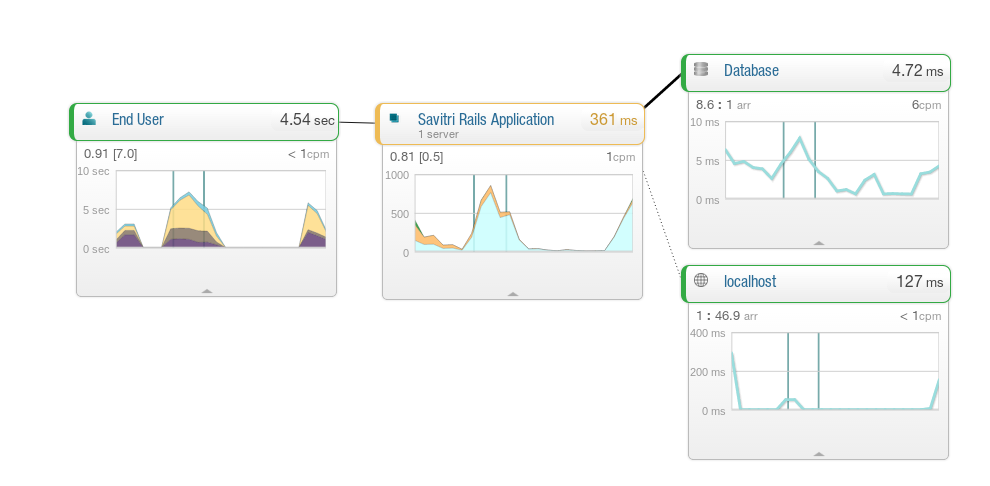 End User 4.54 sec
0.91 [7.0] < 1cpm
10 sec
5 sec
0 sec
Savitri Rails Application 361 ms
1 server
0.81 [0.5] 1cpm
1000
500
0
Database 4.72 ms
8.6 : 1 arr 6cpm
10 ms
5 ms
0 ms
localhost 127 ms
1 : 46.9 arr < 1cpm
400 ms
200 ms
0 ms